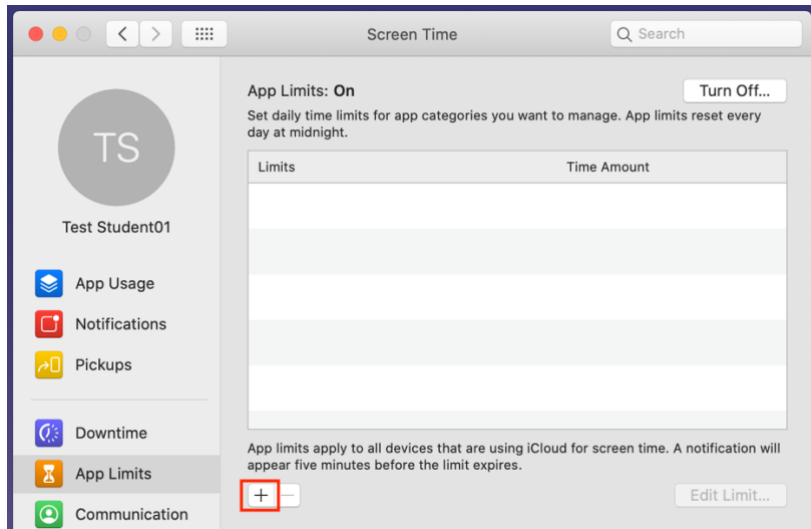 Screen Time
Search
TS
Test Student01
App Usage
Notifications
Pickups
Downtime
App Limits
Communication
App Limits: On
Turn Off...
Set daily time limits for app categories you want to manage. App limits reset every
day at midnight.
Limits
Time Amount
App limits apply to all devices that are using iCloud for screen time. A notification will
appear five minutes before the limit expires.
+
−
Edit Limit...